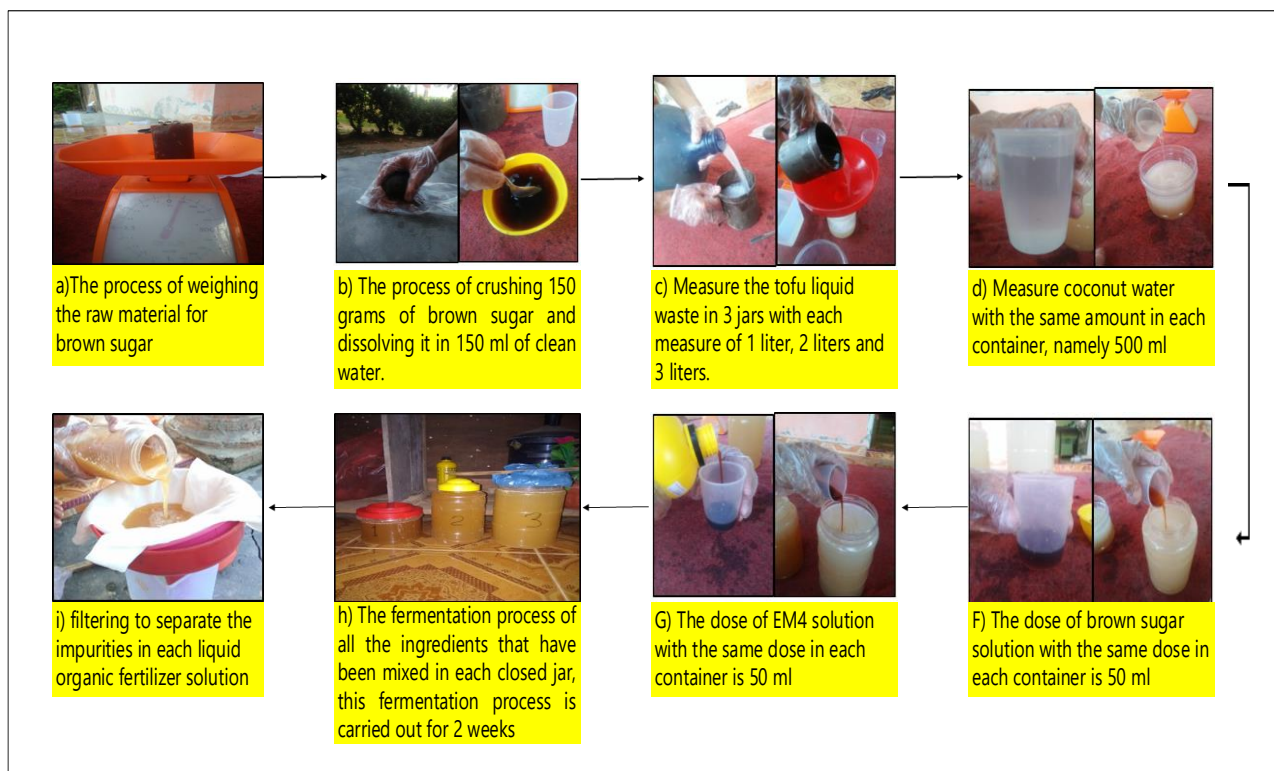 a)The process of weighing
the raw material for
brown sugar
b) The process of crushing 150
grams of brown sugar and
dissolving it in 150 ml of clean
water.
c) Measure the tofu liquid
waste in 3 jars with each
measure of 1 liter, 2 liters and
3 liters.
d) Measure coconut water
with the same amount in each
container, namely 500 ml
F) The dose of brown sugar
solution with the same dose in
each container is 50 ml
G) The dose of EM4 solution
with the same dose in each
container is 50 ml
2
3
h) The fermentation process of
all the ingredients that have
been mixed in each closed jar,
this fermentation process is
carried out for 2 weeks
i) filtering to separate the
impurities in each liquid
organic fertilizer solution